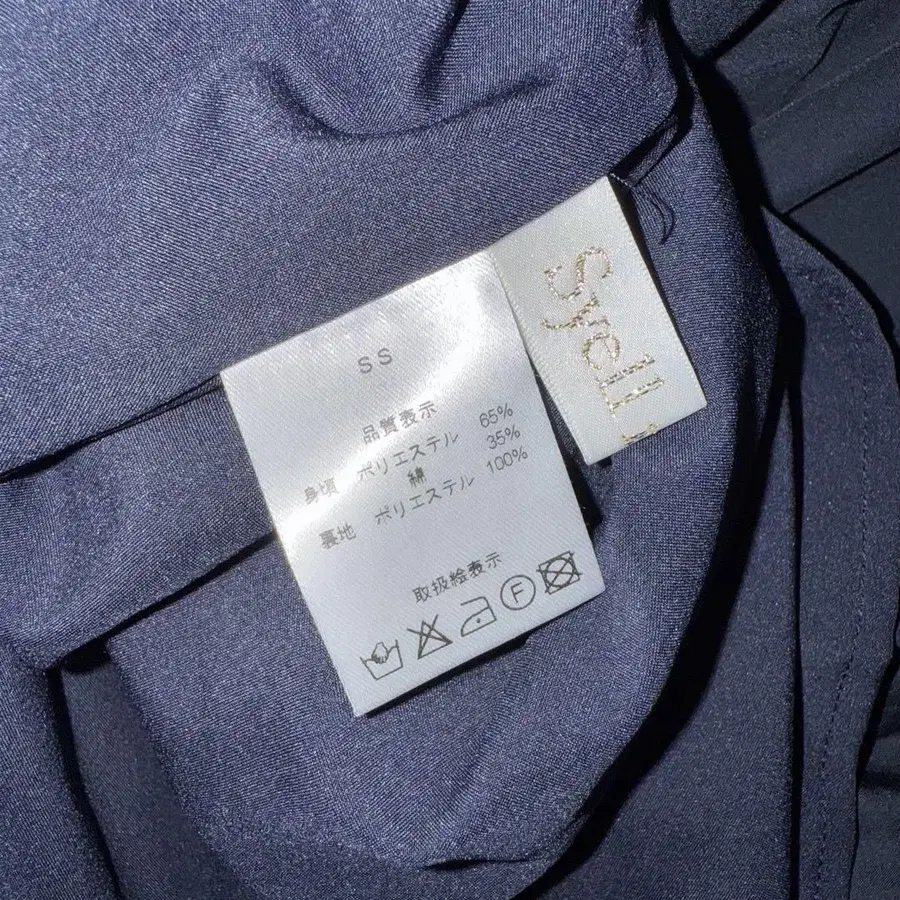 SS
品質表示
身頃 ポリエステル 65%
綿 35%
裏地 ポリエステル 100%
取扱絵表示
F
Syell